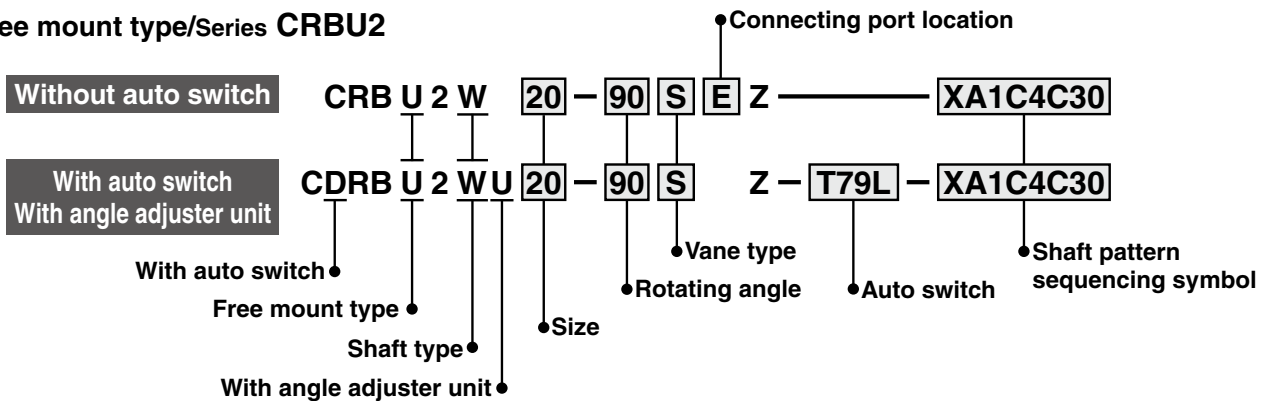 ee mount type/Series CRBU2
Connecting port location
Without auto switch CRB U 2 W 20 – 90 S E Z — XA1C4C30
With auto switch
With angle adjuster unit
CDRB U 2 W U 20 – 90 S Z – T79L – XA1C4C30
With auto switch
Vane type
Shaft pattern
sequencing symbol
Free mount type
Rotating angle
Auto switch
Size
Shaft type
With angle adjuster unit